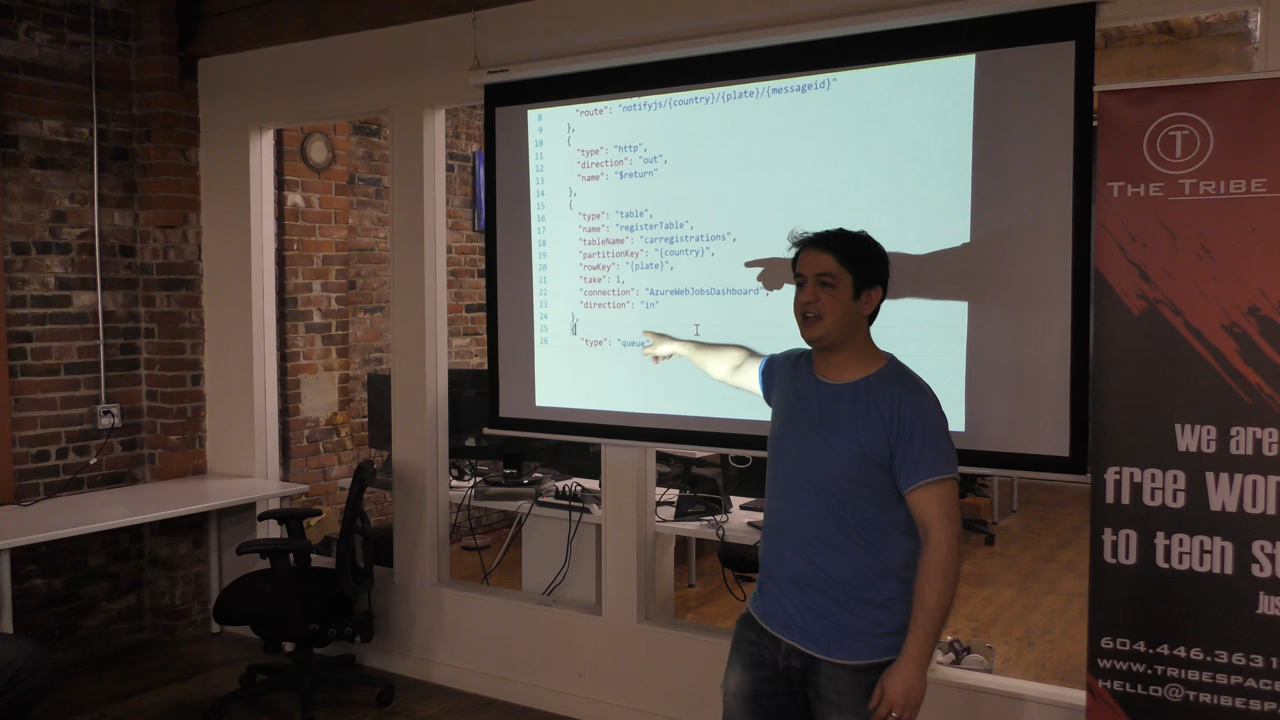 8 "route": "notifyjs/{country}/{plate}/{messageid}"
9 },
10 {
11 "type": "http",
12 "direction": "out",
13 "name": "$return"
14 },
15 {
16 "type": "table",
17 "name": "registerTable",
18 "tableName": "carregistrations",
19 "partitionKey": "{country}",
20 "rowKey": "{plate}",
21 "take": 1,
22 "connection": "AzureWebJobsDashboard",
23 "direction": "in"
24 },
25 {
26 "type": "queue"
T
THE TRIBE
we are
free wor
to tech st
jus
604.446.3631
WWW.TRIBESPACE
HELLO@TRIBESP